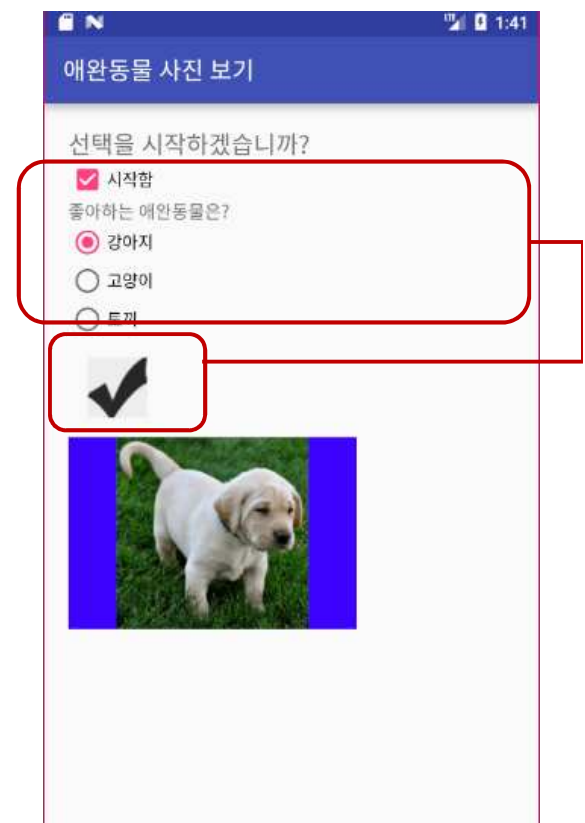 1:41
애완동물 사진 보기
선택을 시작하겠습니까?
시작함
좋아하는 애완동물은?
강아지
고양이
토끼